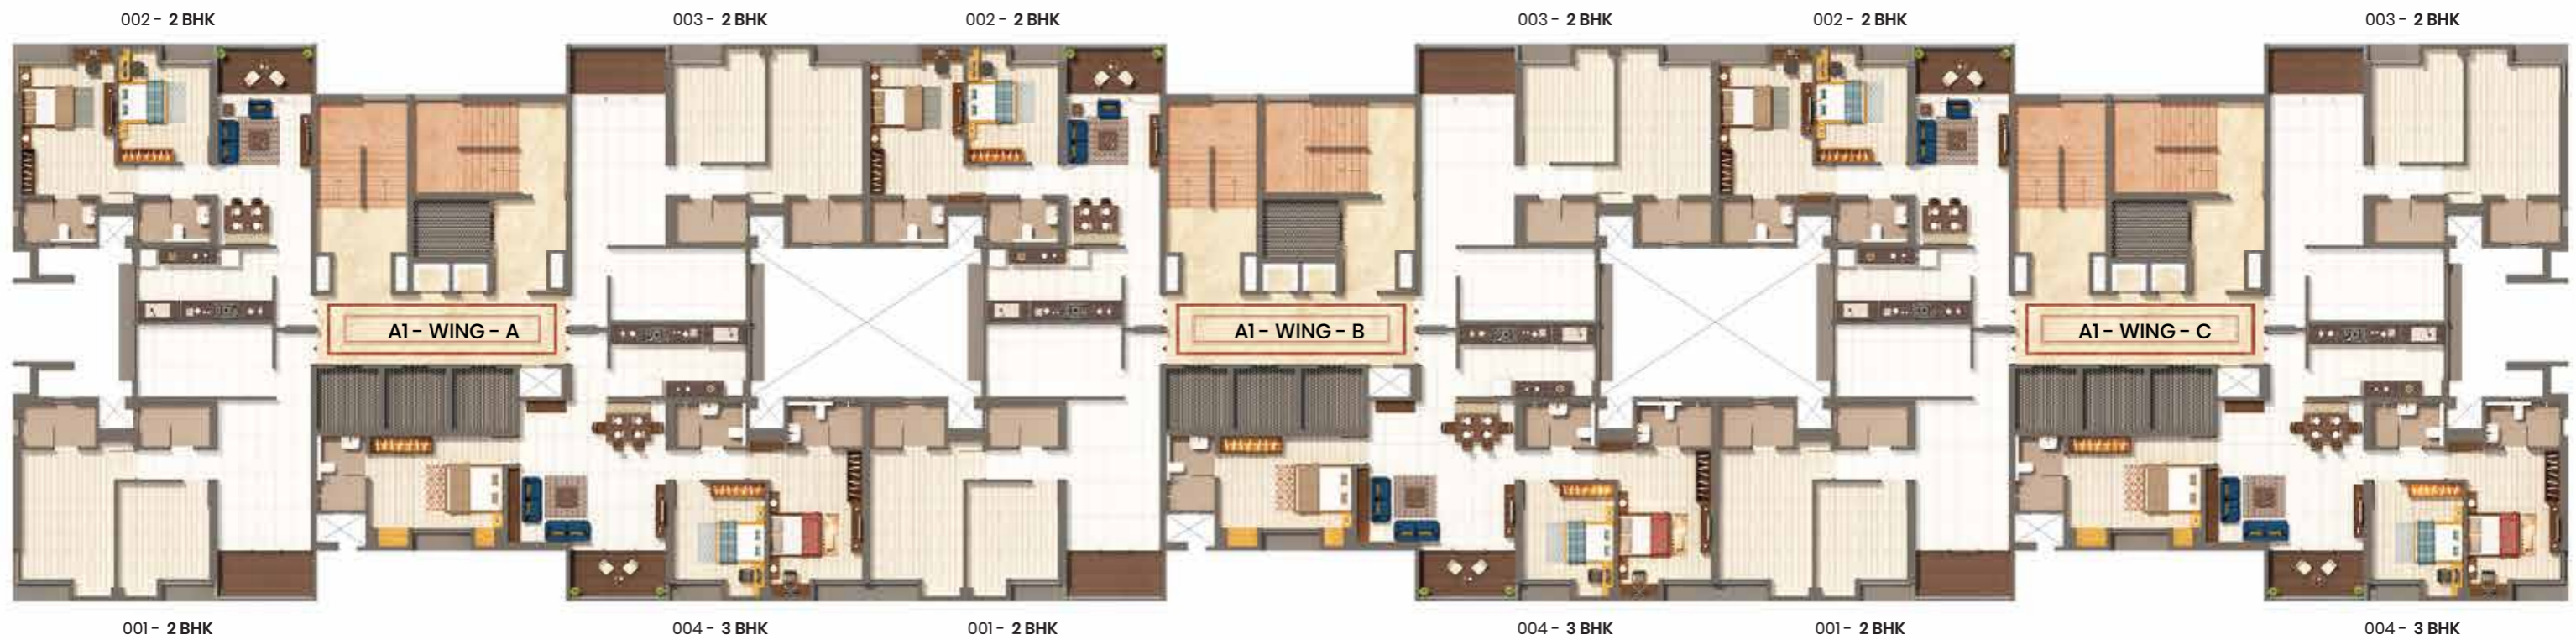 002 - 2 BHK
003 - 2 BHK
002 - 2 BHK
003 - 2 BHK
002 - 2 BHK
003 - 2 BHK
A1 - WING - A
A1 - WING - B
A1 - WING - C
001 - 2 BHK
004 - 3 BHK
001 - 2 BHK
004 - 3 BHK
001 - 2 BHK
004 - 3 BHK